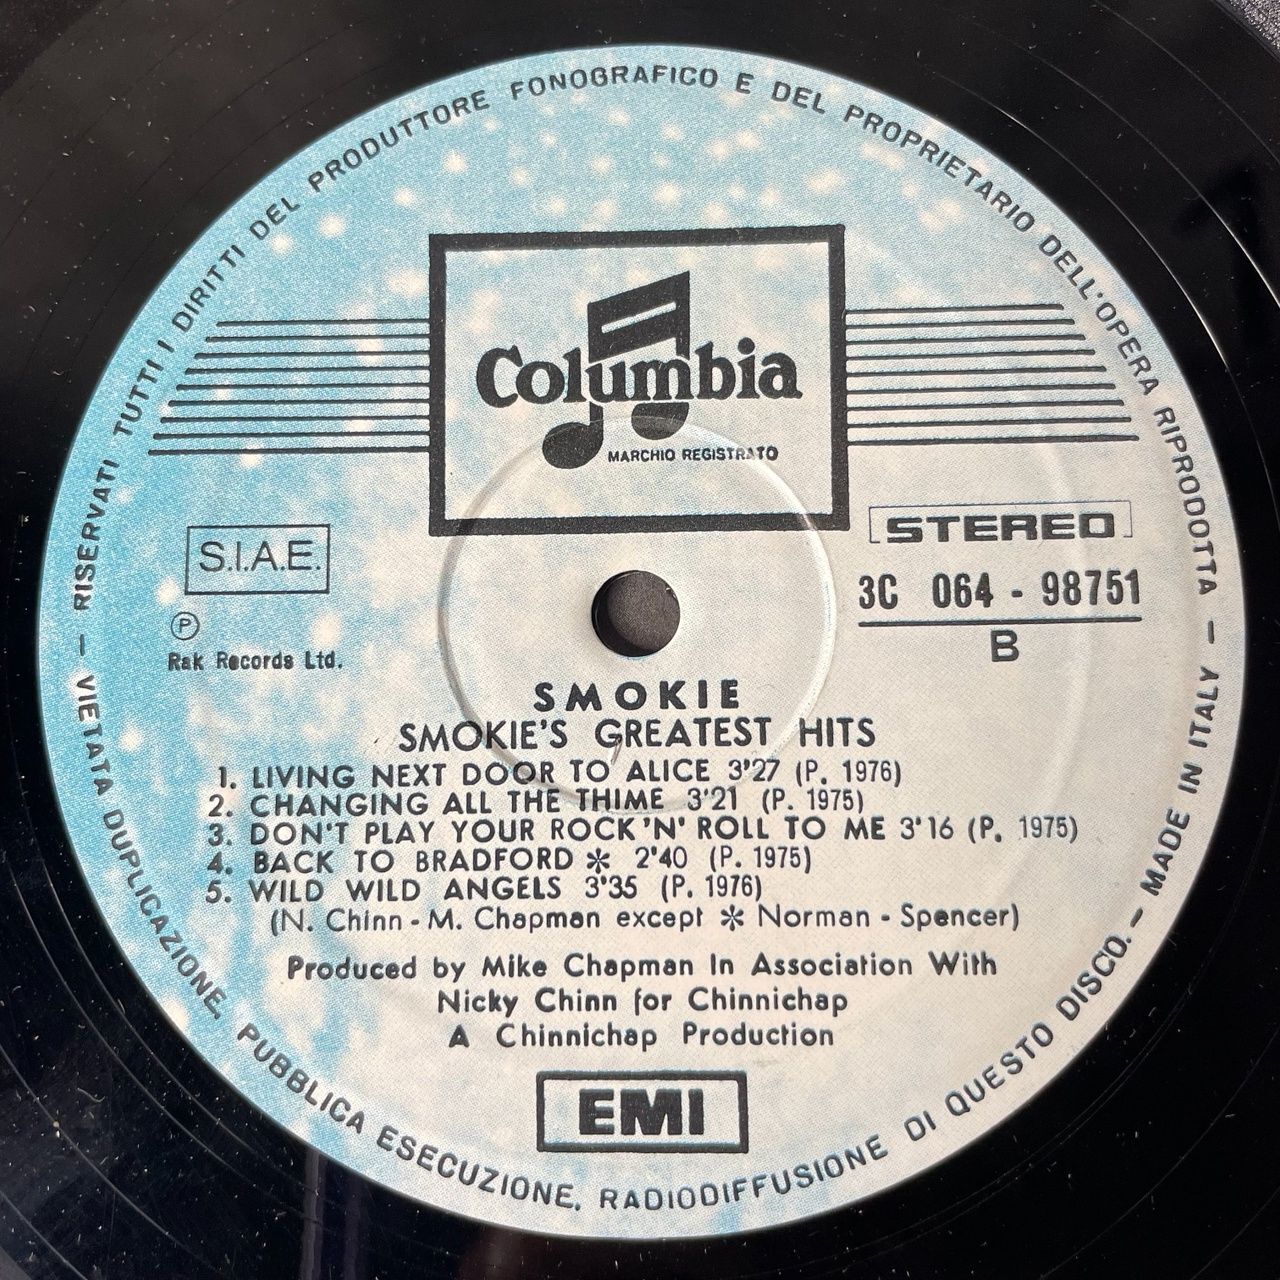 RISERVATI TUTTI I DIRITTI DEL PRODUTTORE FONOGRAFICO E DEL PROPRIETARIO DELL'OPERA RIPRODOTTA
Columbia
MARCHIO REGISTRATO
S.I.A.E.
STEREO
3C 064 - 98751
B
Ⓟ
Rak Records Ltd.
SMOKIE
SMOKIE'S GREATEST HITS
1. LIVING NEXT DOOR TO ALICE 3'27 (P. 1976)
2. CHANGING ALL THE THIME 3'21 (P. 1975)
3. DON'T PLAY YOUR ROCK'N' ROLL TO ME 3'16 (P. 1975)
4. BACK TO BRADFORD * 2'40 (P. 1975)
5. WILD WILD ANGELS 3'35 (P. 1976)
(N. Chinn - M. Chapman except * Norman - Spencer)
Produced by Mike Chapman In Association With
Nicky Chinn for Chinnichap
A Chinnichap Production
EMI
— VIETATA DUPLICAZIONE, PUBBLICA ESECUZIONE, RADIODIFFUSIONE DI QUESTO DISCO. — MADE IN ITALY —